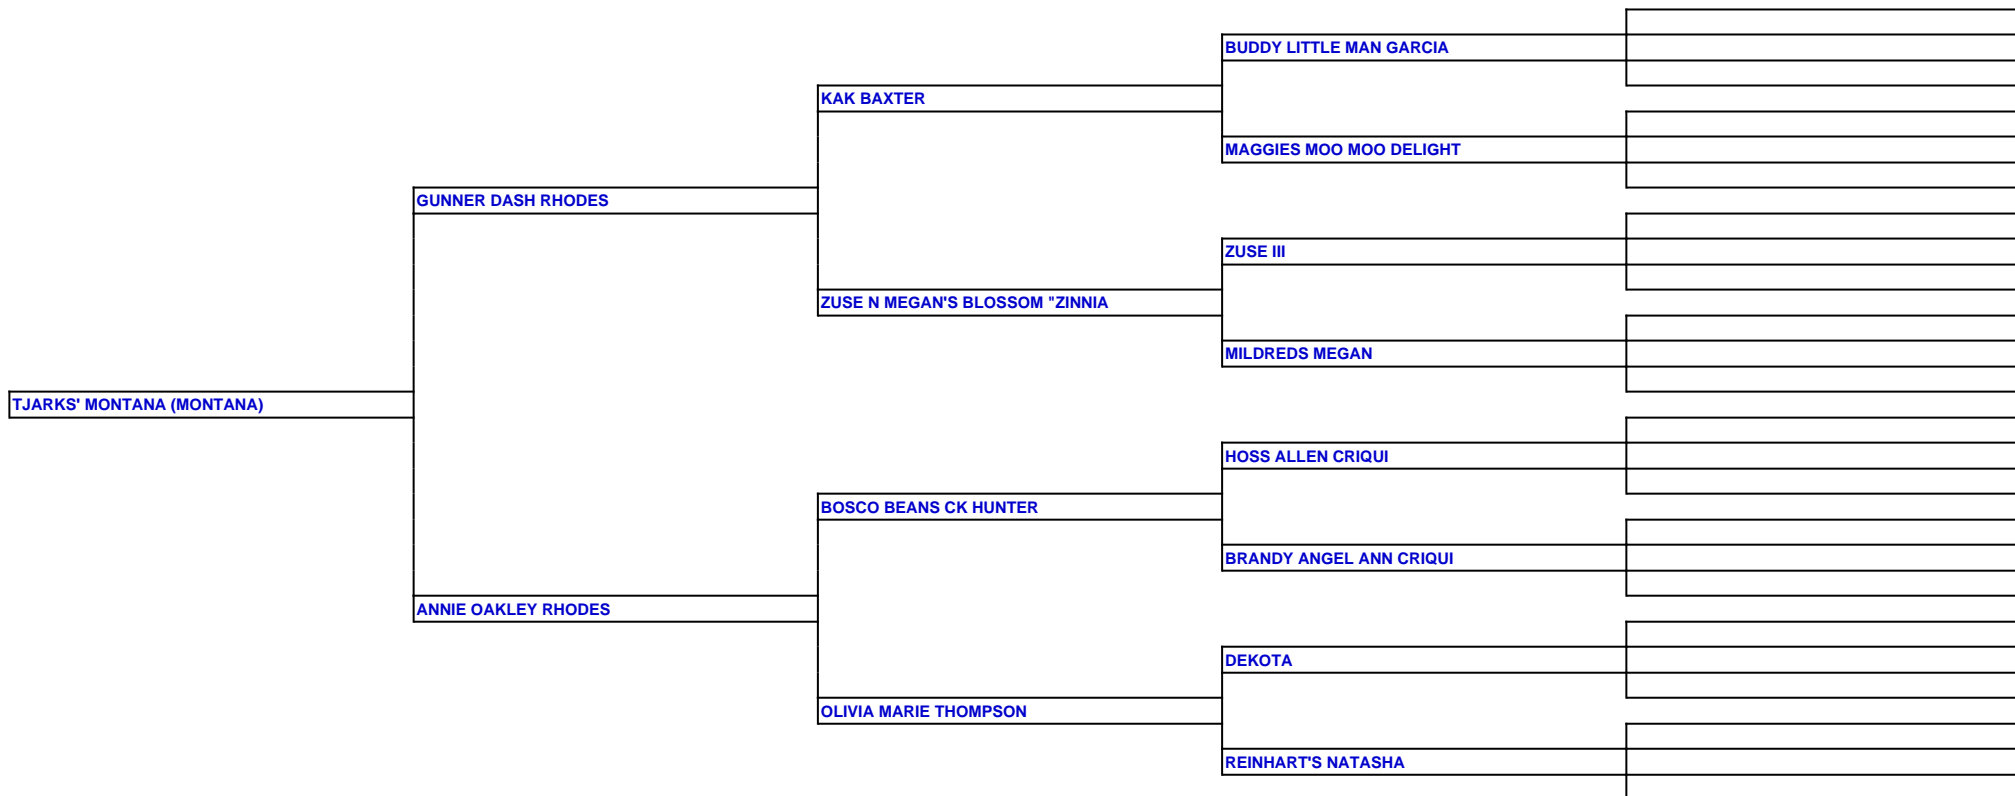 BUDDY LITTLE MAN GARCIA
KAK BAXTER
MAGGIES MOO MOO DELIGHT
GUNNER DASH RHODES
ZUSE III
ZUSE N MEGAN'S BLOSSOM "ZINNIA
MILDREDS MEGAN
TJARKS' MONTANA (MONTANA)
HOSS ALLEN CRIQUI
BOSCO BEANS CK HUNTER
BRANDY ANGEL ANN CRIQUI
ANNIE OAKLEY RHODES
DEKOTA
OLIVIA MARIE THOMPSON
REINHART'S NATASHA